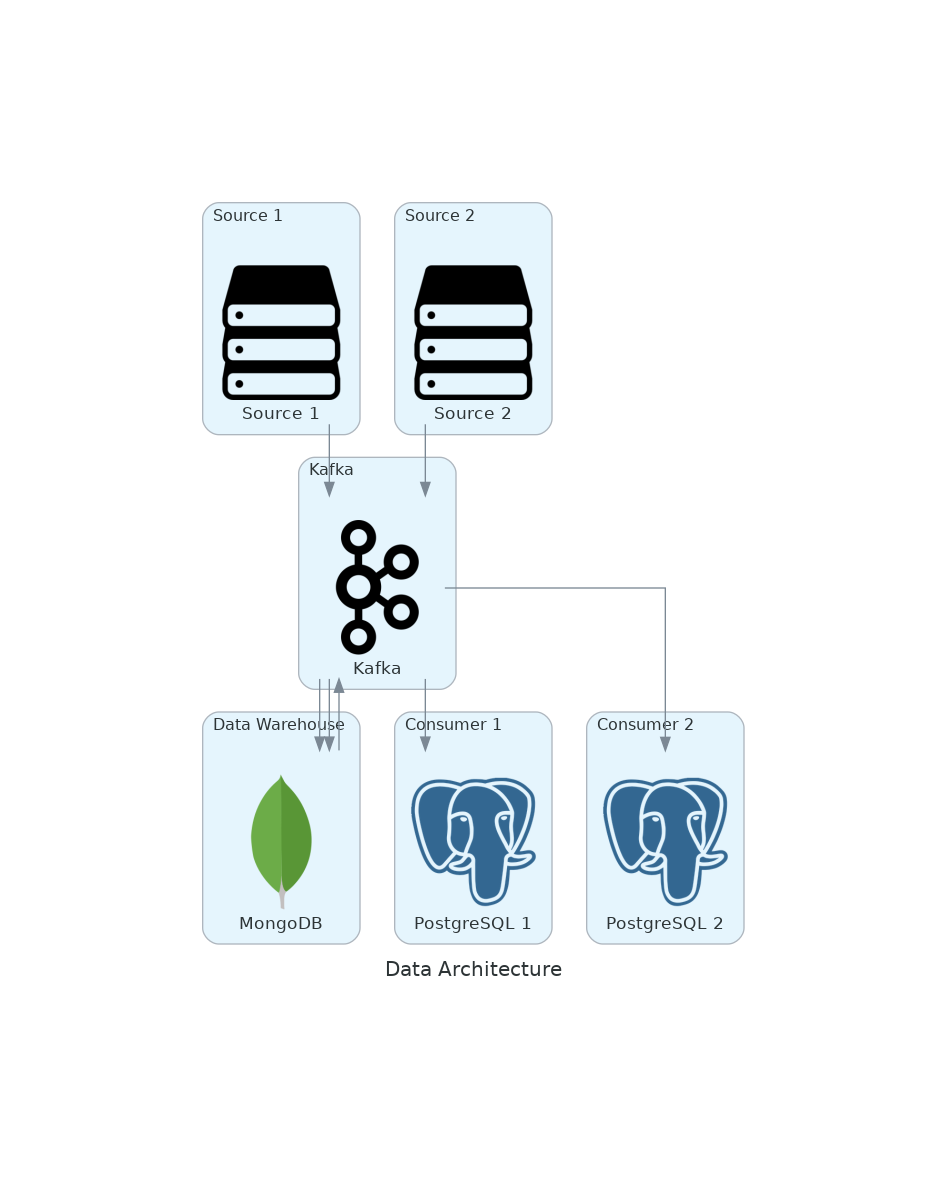 Source 1
Source 2
Source 1
Source 2
Kafka
Kafka
Data Warehouse
Consumer 1
Consumer 2
MongoDB
PostgreSQL 1
PostgreSQL 2
Data Architecture